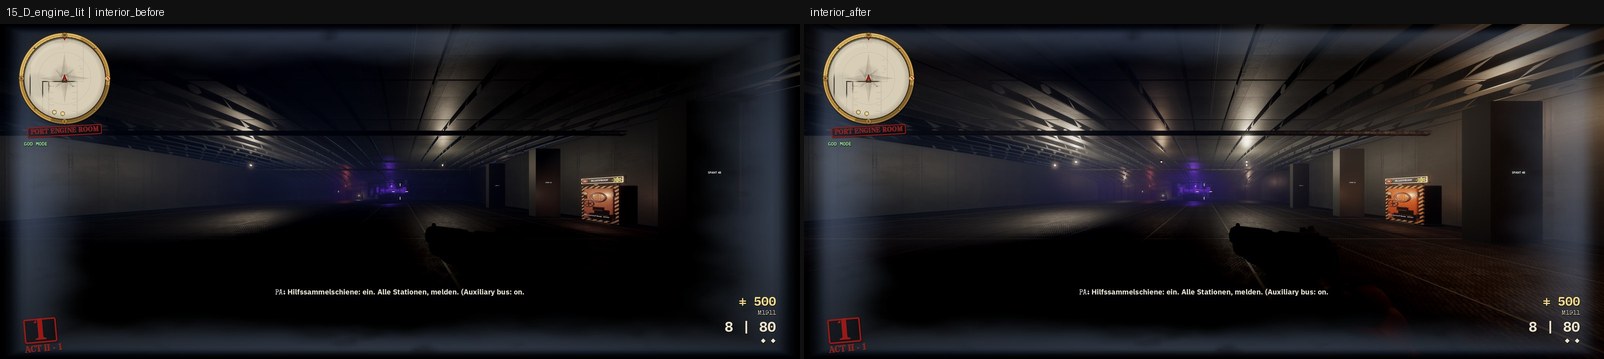 15_D_engine_lit | interior_before
interior_after
PORT ENGINE ROOM
GOD MODE
START 40
PA: Hilfssammelschiene: ein. Alle Stationen, melden. (Auxiliary bus: on.
500
M1911
8 | 80
1
ACT II - 1
PORT ENGINE ROOM
GOD MODE
PA: Hilfssammelschiene: ein. Alle Stationen, melden. (Auxiliary bus: on.
500
M1911
8 | 80
1
ACT II - 1